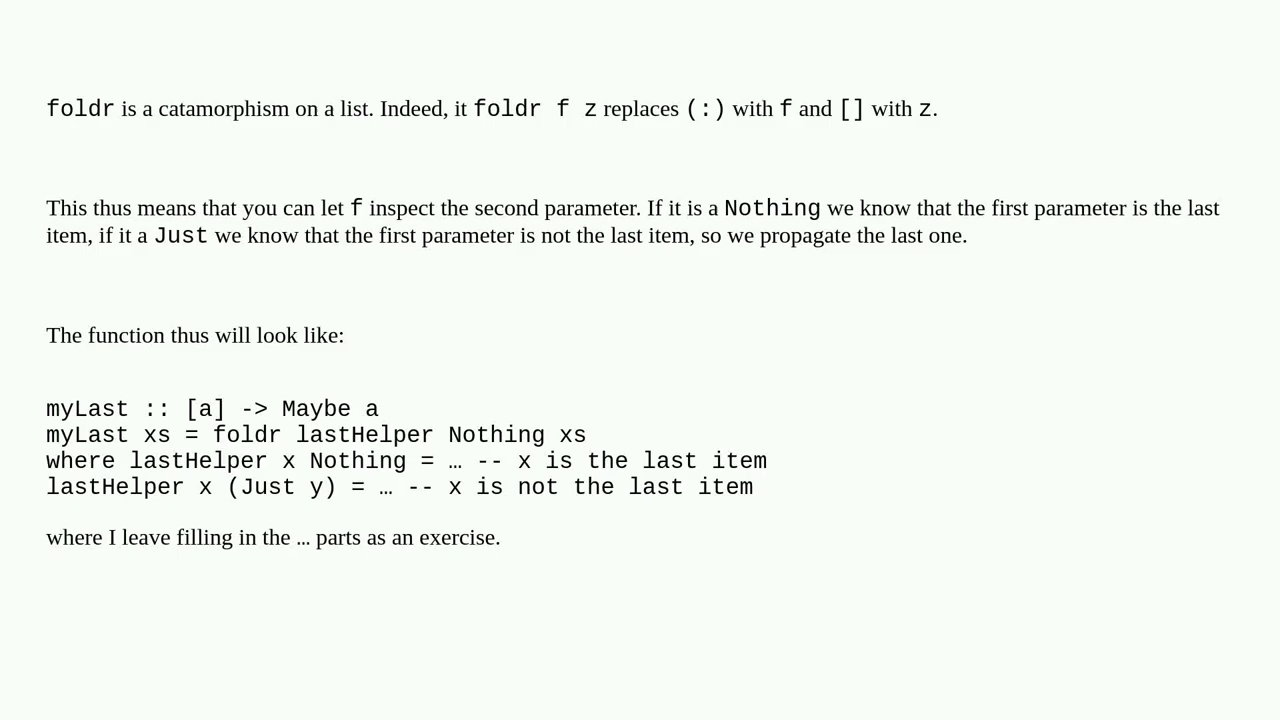 foldr is a catamorphism on a list. Indeed, it foldr f z replaces (:) with f and [] with z.
This thus means that you can let f inspect the second parameter. If it is a Nothing we know that the first parameter is the last
item, if it a Just we know that the first parameter is not the last item, so we propagate the last one.
The function thus will look like:
myLast :: [a] -> Maybe a
myLast xs = foldr lastHelper Nothing xs
where lastHelper x Nothing = … -- x is the last item
lastHelper x (Just y) = … -- x is not the last item
where I leave filling in the … parts as an exercise.